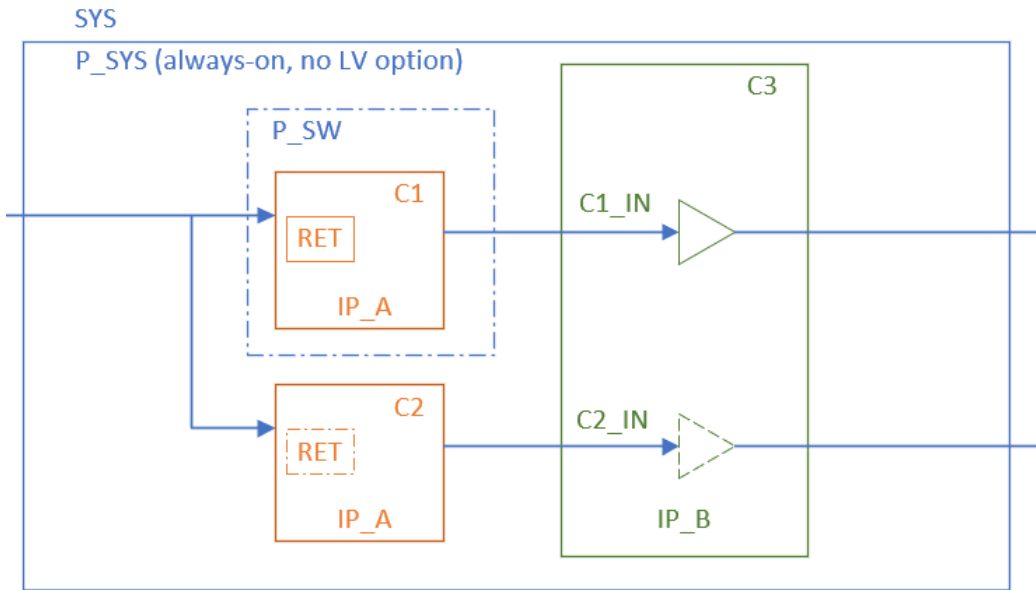 SYS
P_SYS (always-on, no LV option)
C3
P_SW
C1
C1_IN
RET
IP_A
C2
C2_IN
RET
IP_A
IP_B